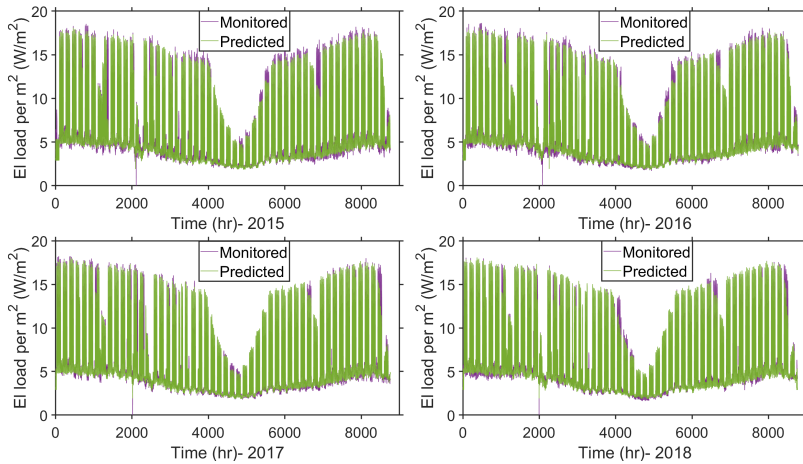 20
15
10
5
0
El load per m² (W/m²)
Monitored
Predicted
0 2000 4000 6000 8000
Time (hr)- 2015
20
15
10
5
0
El load per m² (W/m²)
Monitored
Predicted
0 2000 4000 6000 8000
Time (hr)- 2016
20
15
10
5
0
El load per m² (W/m²)
Monitored
Predicted
0 2000 4000 6000 8000
Time (hr)- 2017
20
15
10
5
0
El load per m² (W/m²)
Monitored
Predicted
0 2000 4000 6000 8000
Time (hr)- 2018